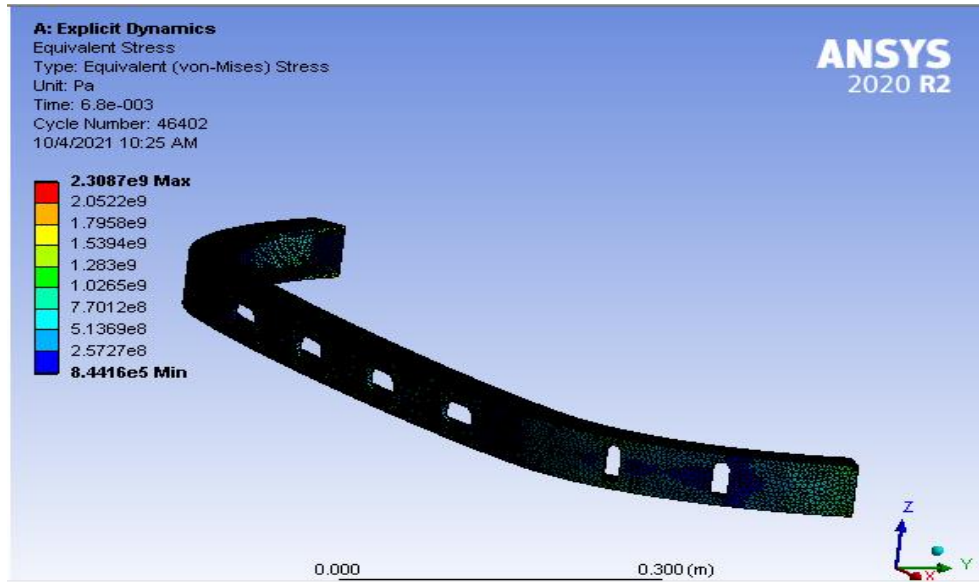 A: Explicit Dynamics
Equivalent Stress
Type: Equivalent (von-Mises) Stress
Unit: Pa
Time: 6.8e-003
Cycle Number: 46402
10/4/2021 10:25 AM
ANSYS
2020 R2
2.3087e9 Max
2.0522e9
1.7958e9
1.5394e9
1.283e9
1.0265e9
7.7012e8
5.1369e8
2.5727e8
8.4416e5 Min
0.000
0.300 (m)
Z
Y
X